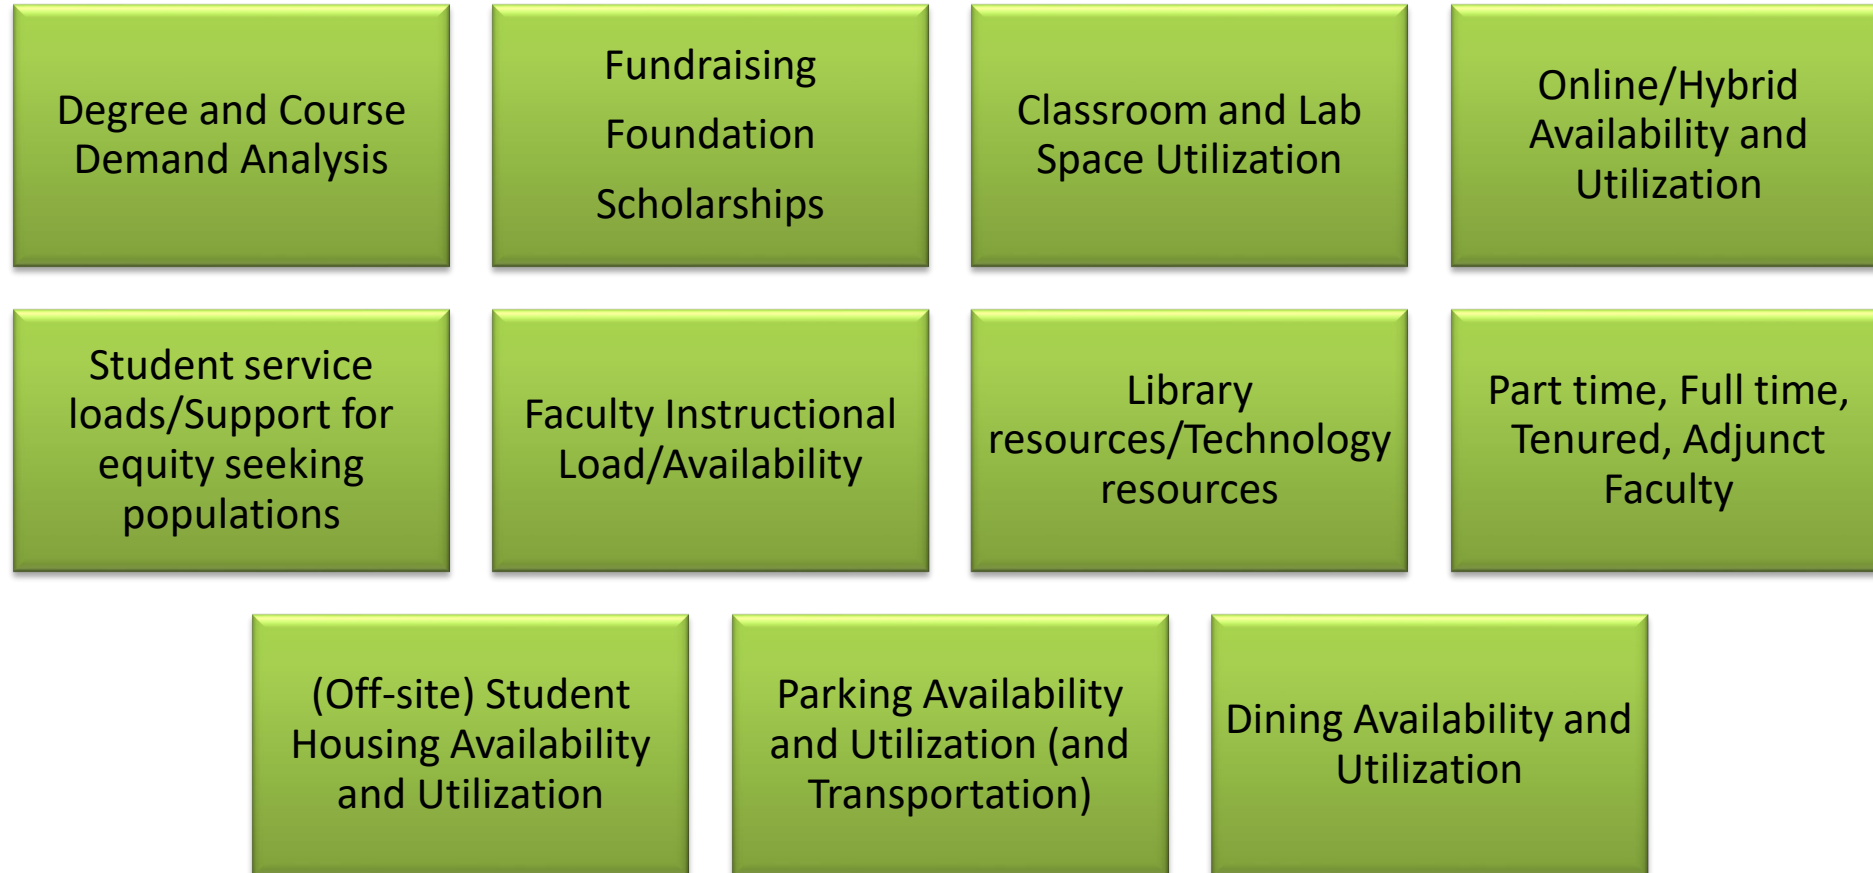 Degree and Course
Demand Analysis
Fundraising
Foundation
Scholarships
Classroom and Lab
Space Utilization
Online/Hybrid
Availability and
Utilization
Student service
loads/Support for
equity seeking
populations
Faculty Instructional
Load/Availability
Library
resources/Technology
resources
Part time, Full time,
Tenured, Adjunct
Faculty
(Off-site) Student
Housing Availability
and Utilization
Parking Availability
and Utilization (and
Transportation)
Dining Availability and
Utilization